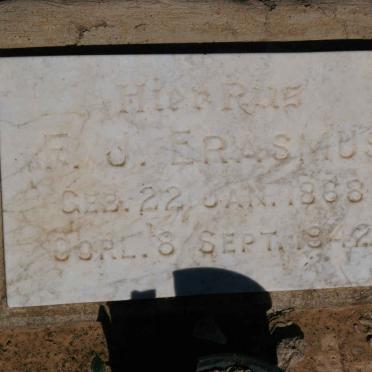 Hier Rus
F. J. ERASMUS
GEB. 22 JAN. 1868
OORL. 8 SEPT. 1942